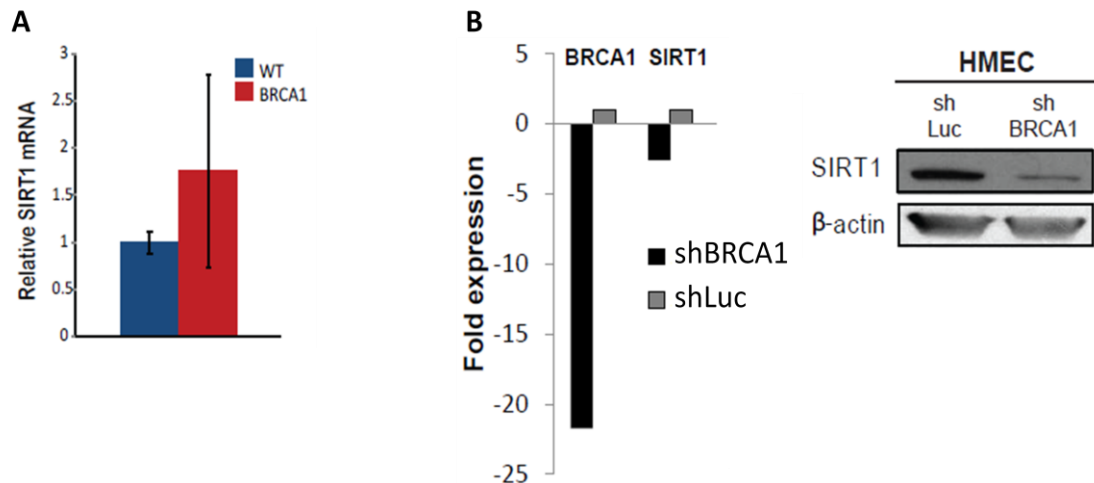 A
Relative SIRT1 mRNA
3
2.5
2
1.5
1
0.5
0
WT
BRCA1
B
Fold expression
5
0
-5
-10
-15
-20
-25
BRCA1 SIRT1
shBRCA1
shLuc
HMEC
sh sh
Luc BRCA1
SIRT1
β-actin